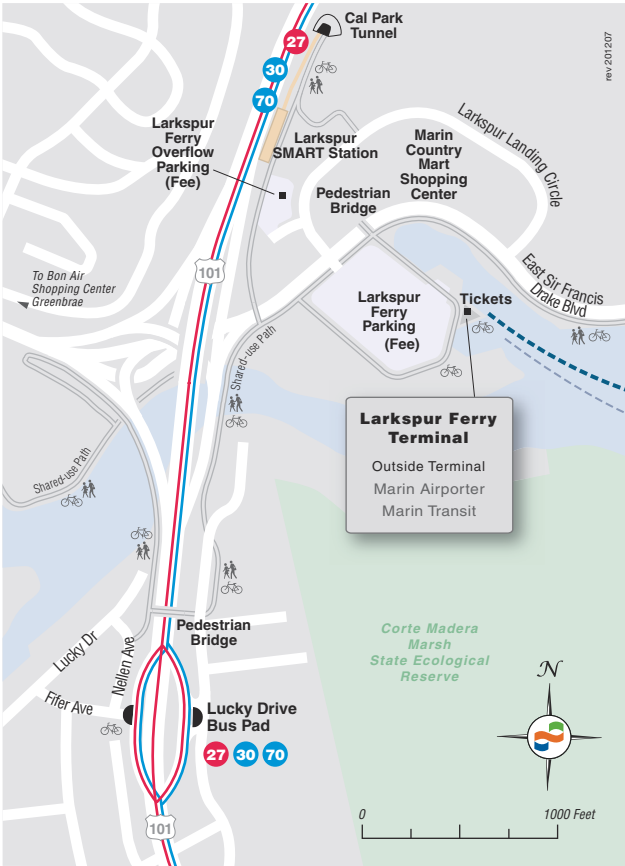 Cal Park
Tunnel
rev 201207
27
30
70
Larkspur
Ferry
Overflow
Parking
(Fee)
Larkspur
SMART Station
Marin
Country
Mart
Shopping
Center
Larkspur Landing Circle
Pedestrian
Bridge
101
To Bon Air
Shopping Center
Greenbrae
East Sir Francis
Drake Blvd
Larkspur
Ferry
Parking
(Fee)
Tickets
Shared-use Path
Larkspur Ferry
Terminal
Outside Terminal
Marin Airporter
Marin Transit
Shared-use Path
Pedestrian
Bridge
Lucky Dr
Nellen Ave
Fifer Ave
Corte Madera
Marsh
State Ecological
Reserve
N
Lucky Drive
Bus Pad
27 30 70
101
0 1000 Feet